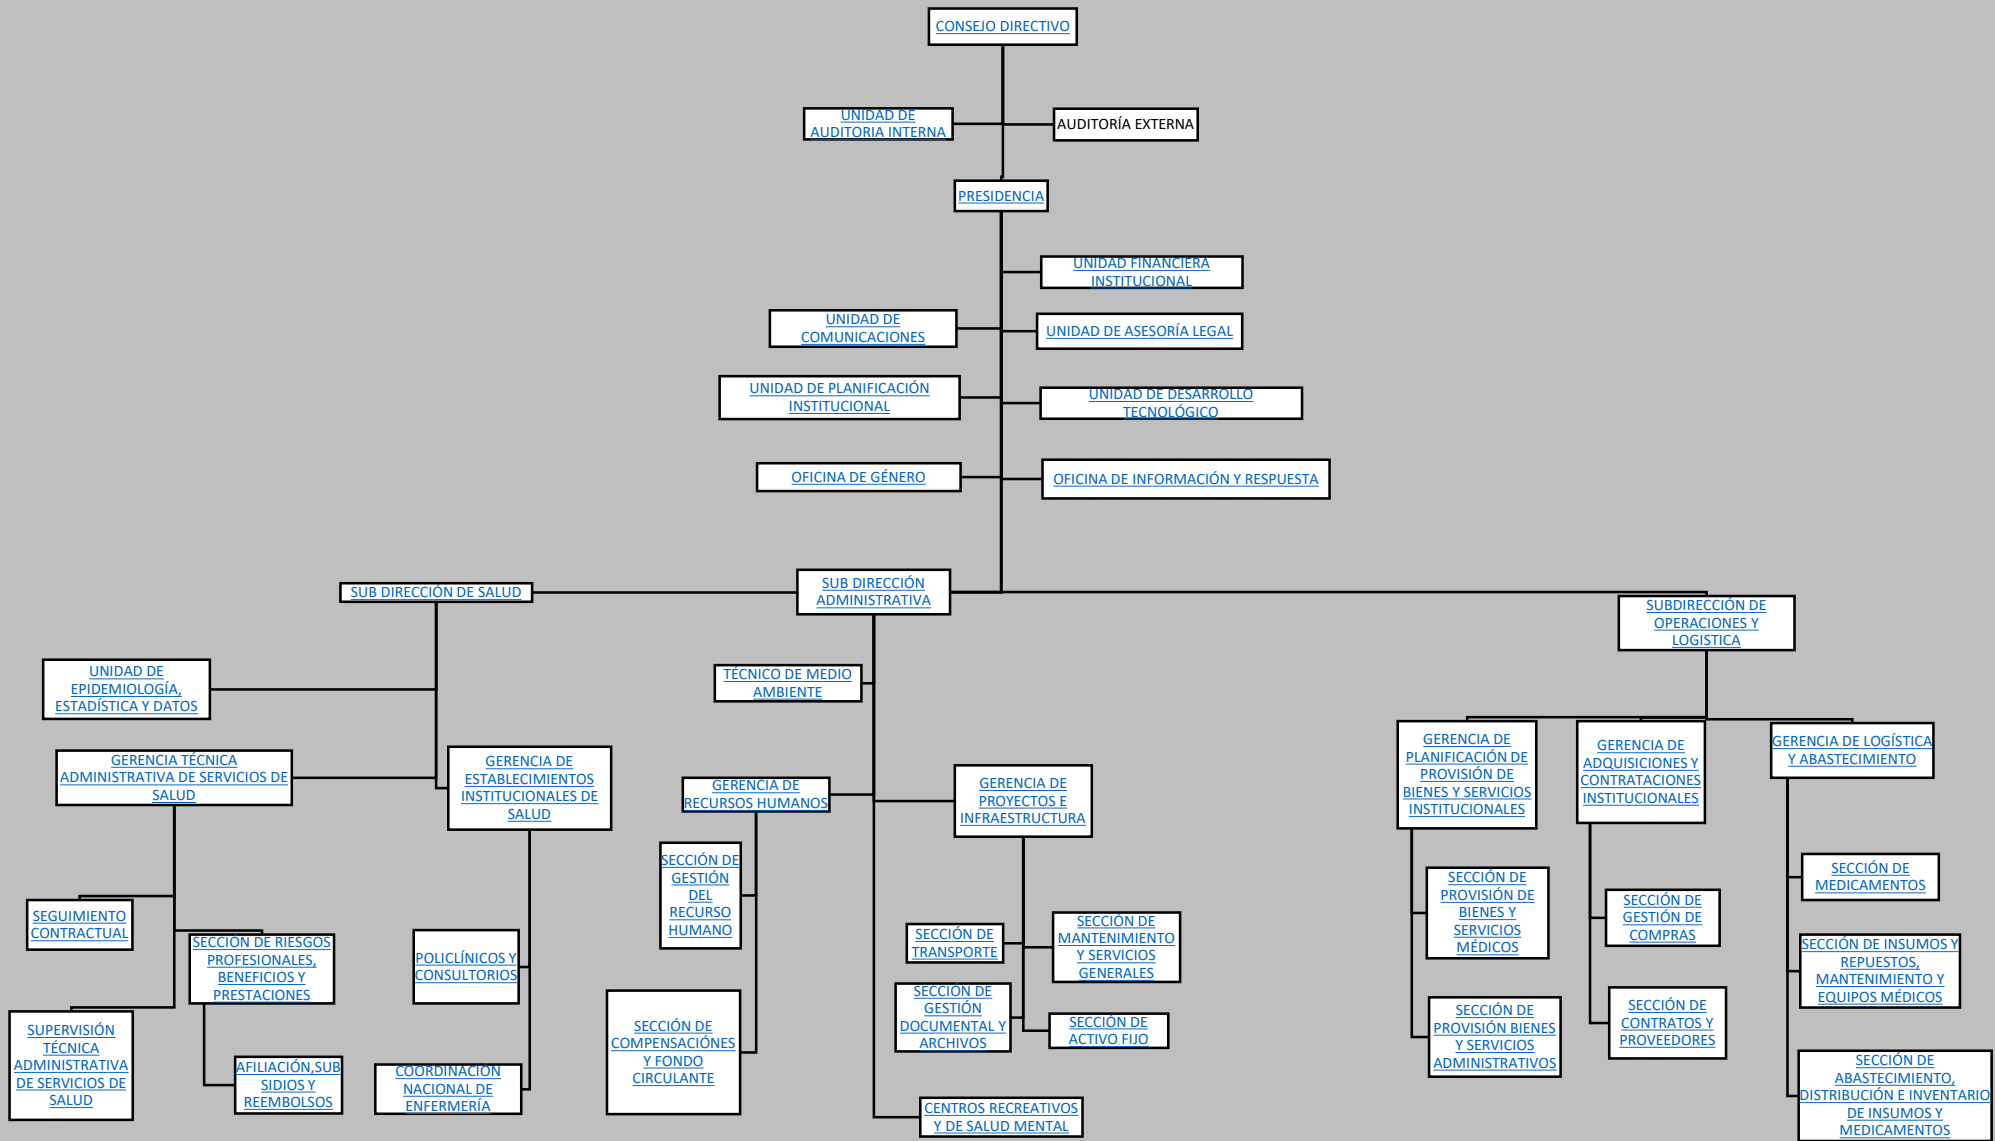 CONSEJO DIRECTIVO
UNIDAD DE
AUDITORIA INTERNA
AUDITORÍA EXTERNA
PRESIDENCIA
UNIDAD FINANCIERA
INSTITUCIONAL
UNIDAD DE
COMUNICACIONES
UNIDAD DE ASESORÍA LEGAL
UNIDAD DE PLANIFICACIÓN
INSTITUCIONAL
UNIDAD DE DESARROLLO
TECNOLÓGICO
OFICINA DE GÉNERO
OFICINA DE INFORMACIÓN Y RESPUESTA
SUB DIRECCIÓN DE SALUD
SUB DIRECCIÓN
ADMINISTRATIVA
SUBDIRECCIÓN DE
OPERACIONES Y
LOGISTICA
UNIDAD DE
EPIDEMIOLOGÍA,
ESTADÍSTICA Y DATOS
TÉCNICO DE MEDIO
AMBIENTE
GERENCIA TÉCNICA
ADMINISTRATIVA DE SERVICIOS DE
SALUD
GERENCIA DE
ESTABLECIMIENTOS
INSTITUCIONALES DE
SALUD
GERENCIA DE
RECURSOS HUMANOS
GERENCIA DE
PROYECTOS E
INFRAESTRUCTURA
GERENCIA DE
PLANIFICACIÓN DE
PROVISIÓN DE
BIENES Y SERVICIOS
INSTITUCIONALES
GERENCIA DE
ADQUISICIONES Y
CONTRATACIONES
INSTITUCIONALES
GERENCIA DE LOGÍSTICA
Y ABASTECIMIENTO
SEGUIMIENTO
CONTRACTUAL
SECCIÓN DE RIESGOS
PROFESIONALES,
BENEFICIOS Y
PRESTACIONES
POLICLÍNICOS Y
CONSULTORIOS
SECCIÓN DE
GESTIÓN
DEL
RECURSO
HUMANO
SECCIÓN DE
TRANSPORTE
SECCIÓN DE
MANTENIMIENTO
Y SERVICIOS
GENERALES
SECCIÓN DE
PROVISIÓN DE
BIENES Y
SERVICIOS
MÉDICOS
SECCIÓN DE
GESTIÓN DE
COMPRAS
SECCIÓN DE
MEDICAMENTOS
SECCIÓN DE INSUMOS Y
REPUESTOS,
MANTENIMIENTO Y
EQUIPOS MÉDICOS
SUPERVISIÓN
TÉCNICA
ADMINISTRATIVA
DE SERVICIOS DE
SALUD
AFILIACIÓN,SUB
SIDIOS Y
REEMBOLSOS
COORDINACIÓN
NACIONAL DE
ENFERMERÍA
SECCIÓN DE
COMPENSACIÓNES
Y FONDO
CIRCULANTE
SECCIÓN DE
GESTIÓN
DOCUMENTAL Y
ARCHIVOS
SECCIÓN DE
ACTIVO FIJO
CENTROS RECREATIVOS
Y DE SALUD MENTAL
SECCIÓN DE
PROVISIÓN BIENES
Y SERVICIOS
ADMINISTRATIVOS
SECCIÓN DE
CONTRATOS Y
PROVEEDORES
SECCIÓN DE
ABASTECIMIENTO,
DISTRIBUCIÓN E INVENTARIO
DE INSUMOS Y
MEDICAMENTOS